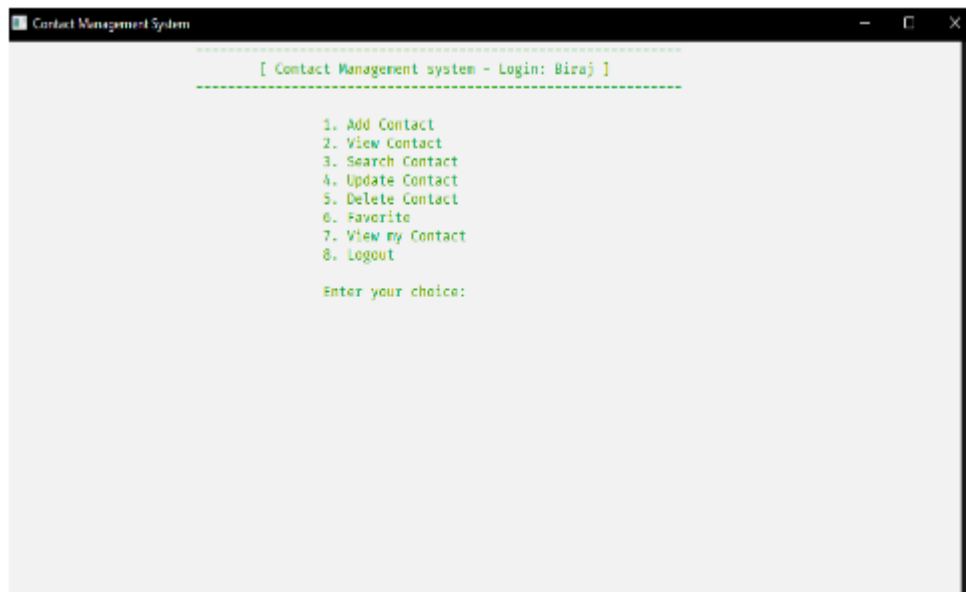 Contact Management System
-------------------------------------------------------------
[ Contact Management system - Login: Biraj ]
-------------------------------------------------------------
1. Add Contact
2. View Contact
3. Search Contact
4. Update Contact
5. Delete Contact
6. Favorite
7. View my Contact
8. Logout
Enter your choice: